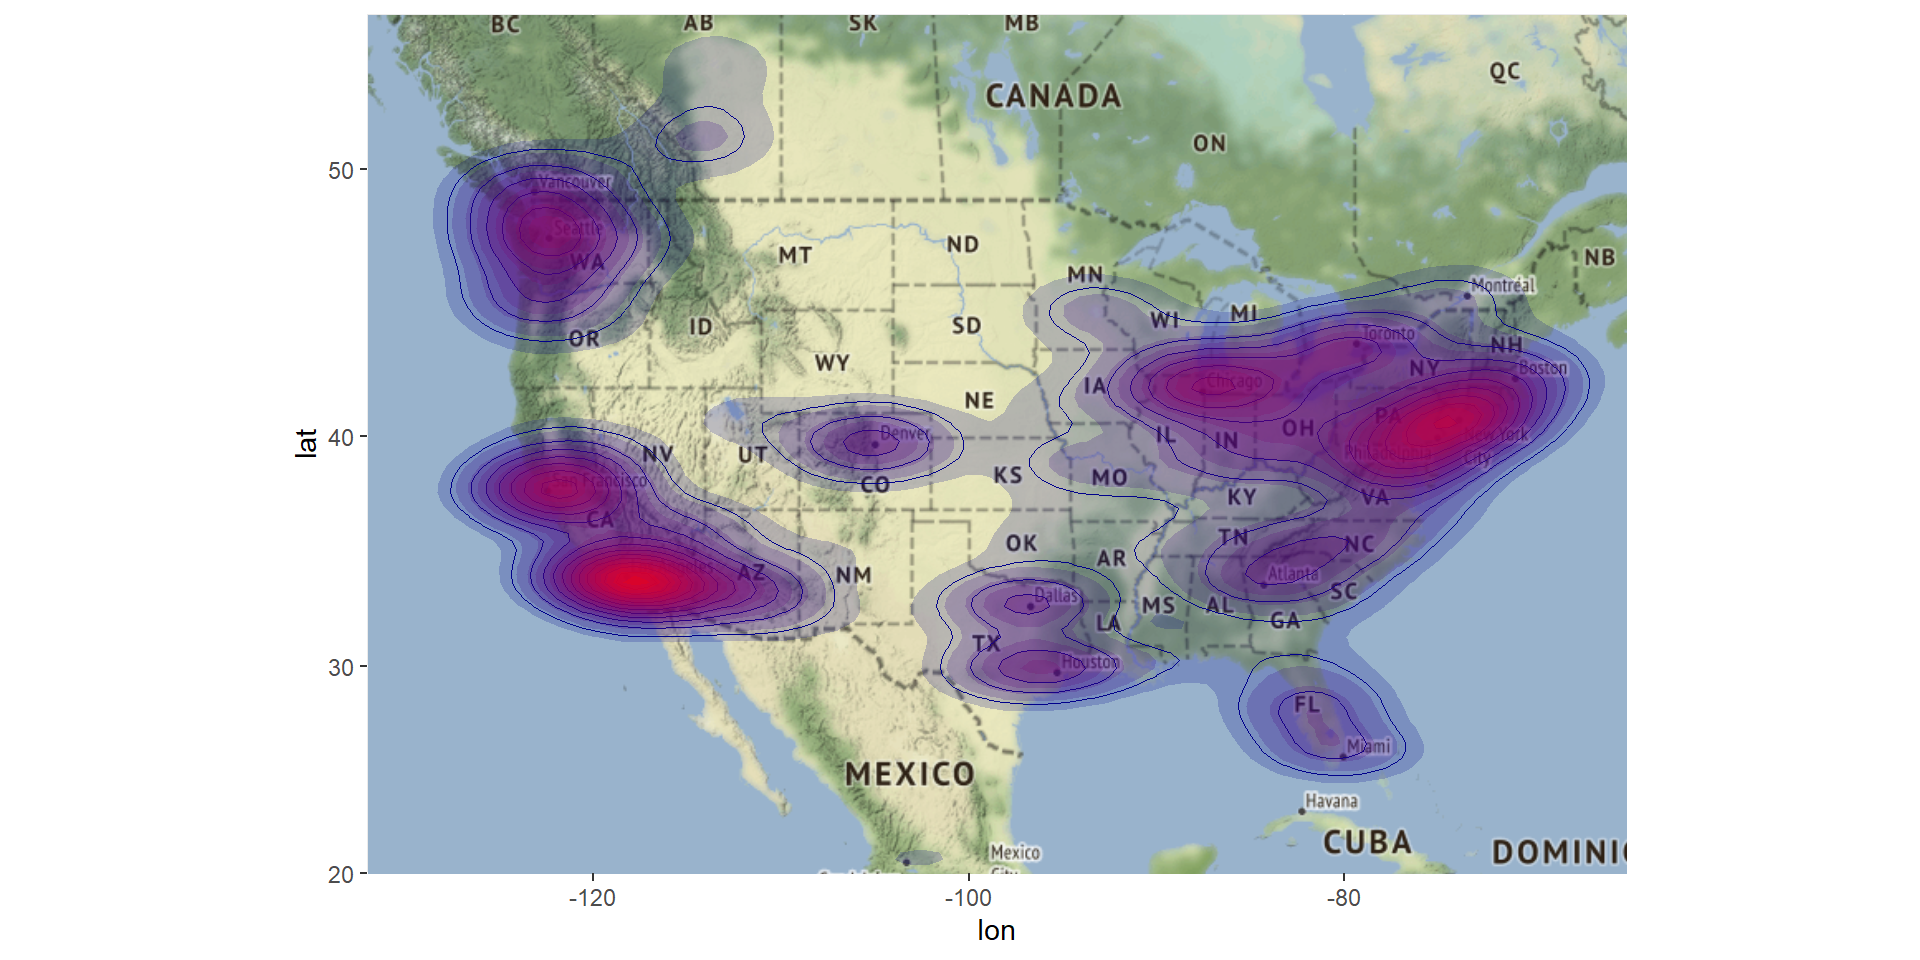 BC
AB
SK
MB
QC
CANADA
ON
50
Vancouver
Seattle
WA
MT
ND
NB
MN
Montréal
OR
ID
SD
WI
MI
Toronto
NH
WY
NY
Boston
IA
Chicago
NE
PA
OH
40
lat
Denver
IL
IN
New York
City
Philadelphia
NV
UT
CO
KS
MO
San Francisco
KY
VA
CA
OK
TN
NC
AR
AZ
NM
Atlanta
Dallas
MS
AL
SC
LA
GA
TX
30
Houston
FL
Miami
MEXICO
Havana
CUBA
Mexico
DOMINIC
20
-120
-100
-80
lon